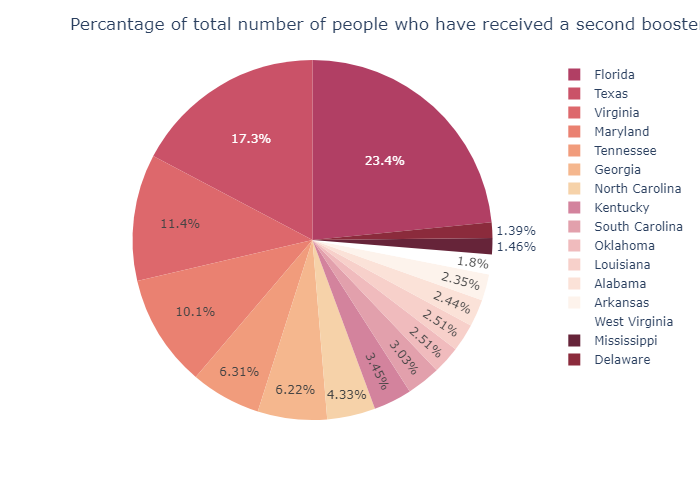 Percantage of total number of people who have received a second booster
23.4%
17.3%
11.4%
10.1%
6.31%
6.22%
4.33%
3.45%
3.03%
2.51%
2.51%
2.44%
2.35%
1.8%
1.46%
1.39%
Florida
Texas
Virginia
Maryland
Tennessee
Georgia
North Carolina
Kentucky
South Carolina
Oklahoma
Louisiana
Alabama
Arkansas
West Virginia
Mississippi
Delaware